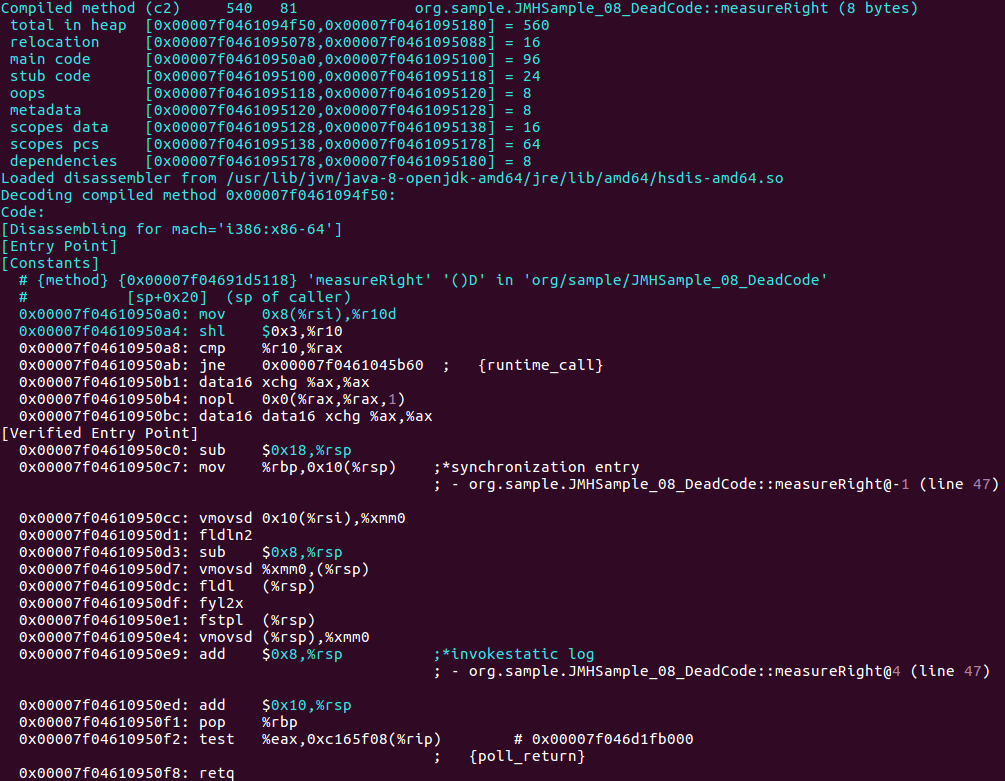 Compiled method (c2)     540   81             org.sample.JMHSample_08_DeadCode::measureRight (8 bytes)
 total in heap  [0x00007f0461094f50,0x00007f0461095180] = 560
 relocation     [0x00007f0461095078,0x00007f0461095088] = 16
 main code      [0x00007f04610950a0,0x00007f0461095100] = 96
 stub code      [0x00007f0461095100,0x00007f0461095118] = 24
 oops           [0x00007f0461095118,0x00007f0461095120] = 8
 metadata       [0x00007f0461095120,0x00007f0461095128] = 8
 scopes data    [0x00007f0461095128,0x00007f0461095138] = 16
 scopes pcs     [0x00007f0461095138,0x00007f0461095178] = 64
 dependencies   [0x00007f0461095178,0x00007f0461095180] = 8
Loaded disassembler from /usr/lib/jvm/java-8-openjdk-amd64/jre/lib/amd64/hsdis-amd64.so
Decoding compiled method 0x00007f0461094f50:
Code:
[Disassembling for mach='i386:x86-64']
[Entry Point]
[Constants]
  # {method} {0x00007f04691d5118} 'measureRight' '()D' in 'org/sample/JMHSample_08_DeadCode'
  #           [sp+0x20]  (sp of caller)
  0x00007f04610950a0: mov    0x8(%rsi),%r10d
  0x00007f04610950a4: shl    $0x3,%r10
  0x00007f04610950a8: cmp    %r10,%rax
  0x00007f04610950ab: jne    0x00007f0461045b60  ;   {runtime_call}
  0x00007f04610950b1: data16 xchg %ax,%ax
  0x00007f04610950b4: nopl   0x0(%rax,%rax,1)
  0x00007f04610950bc: data16 data16 xchg %ax,%ax
[Verified Entry Point]
  0x00007f04610950c0: sub    $0x18,%rsp
  0x00007f04610950c7: mov    %rbp,0x10(%rsp)    ;*synchronization entry
                                                ; - org.sample.JMHSample_08_DeadCode::measureRight@-1 (line 47)
  0x00007f04610950cc: vmovsd 0x10(%rsi),%xmm0
  0x00007f04610950d1: fldln2
  0x00007f04610950d3: sub    $0x8,%rsp
  0x00007f04610950d7: vmovsd %xmm0,(%rsp)
  0x00007f04610950dc: fldl   (%rsp)
  0x00007f04610950df: fyl2x
  0x00007f04610950e1: fstpl  (%rsp)
  0x00007f04610950e4: vmovsd (%rsp),%xmm0
  0x00007f04610950e9: add    $0x8,%rsp          ;*invokestatic log
                                                ; - org.sample.JMHSample_08_DeadCode::measureRight@4 (line 47)
  0x00007f04610950ed: add    $0x10,%rsp
  0x00007f04610950f1: pop    %rbp
  0x00007f04610950f2: test   %eax,0xc165f08(%rip)        # 0x00007f046d1fb000
                                                ;   {poll_return}
  0x00007f04610950f8: retq